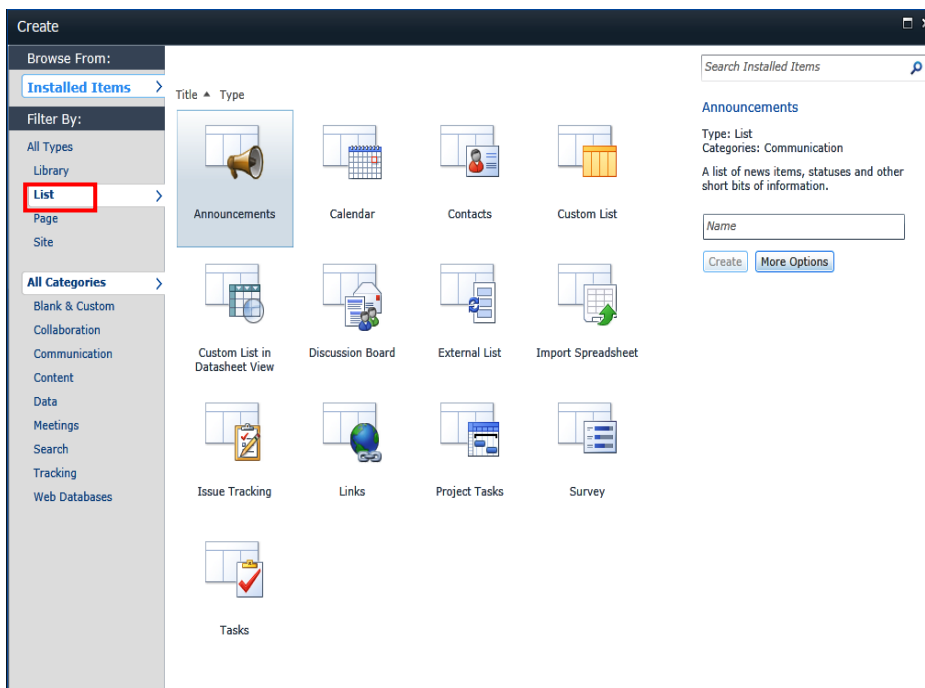 Create
Browse From:
Installed Items
Filter By:
All Types
Library
List
Page
Site
All Categories
Blank & Custom
Collaboration
Communication
Content
Data
Meetings
Search
Tracking
Web Databases
Title Type
Announcements
Calendar
Contacts
Custom List
Custom List in
Datasheet View
Discussion Board
External List
Import Spreadsheet
Issue Tracking
Links
Project Tasks
Survey
Tasks
Search Installed Items
Announcements
Type: List
Categories: Communication
A list of news items, statuses and other
short bits of information.
Name
Create More Options